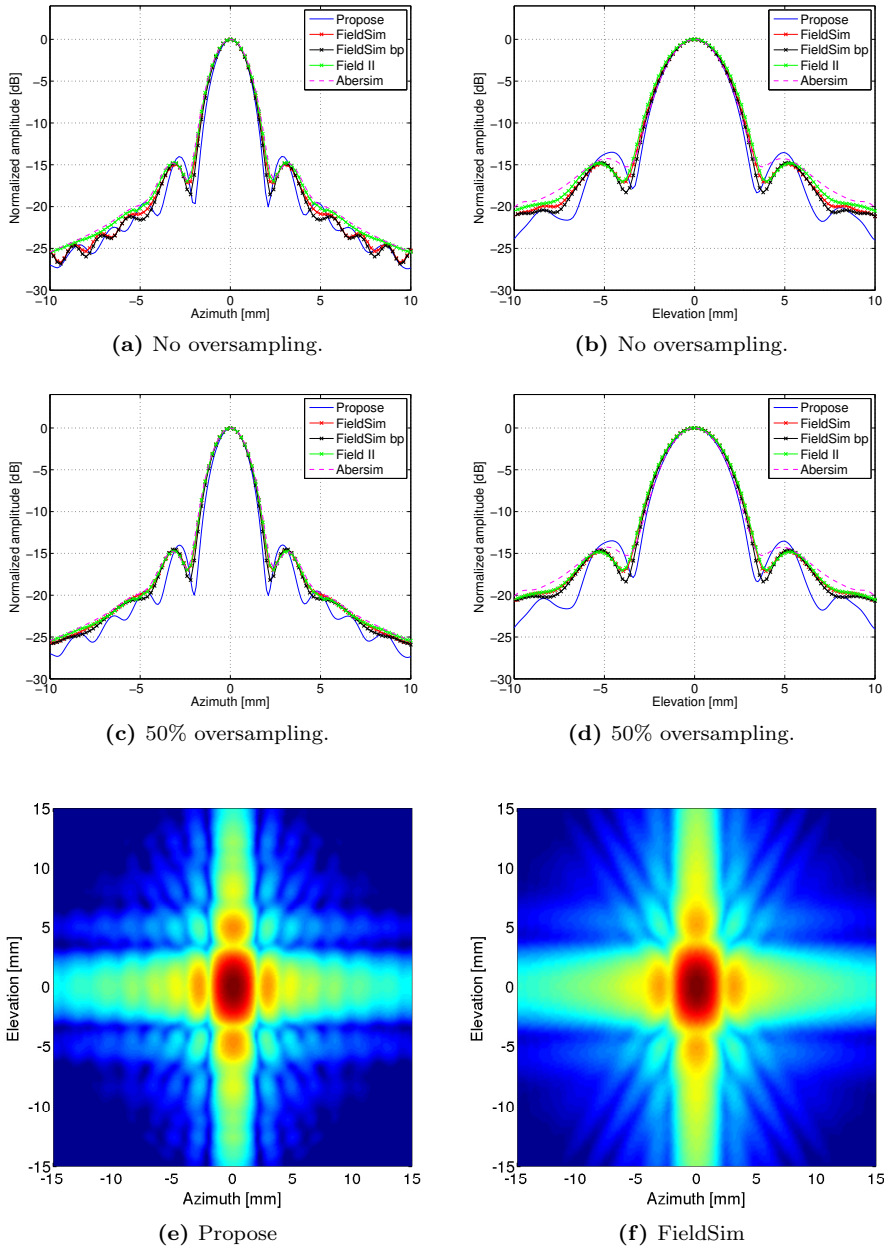 0
−5
−10
−15
−20
−25
−30
Normalized amplitude [dB]
Propose
FieldSim
FieldSim bp
Field II
Abersim
−10 −5 0 5 10
Azimuth [mm]
(a) No oversampling.
0
−5
−10
−15
−20
−25
−30
Normalized amplitude [dB]
Propose
FieldSim
FieldSim bp
Field II
Abersim
−10 −5 0 5 10
Elevation [mm]
(b) No oversampling.
0
−5
−10
−15
−20
−25
−30
Normalized amplitude [dB]
Propose
FieldSim
FieldSim bp
Field II
Abersim
−10 −5 0 5 10
Azimuth [mm]
(c) 50% oversampling.
0
−5
−10
−15
−20
−25
−30
Normalized amplitude [dB]
Propose
FieldSim
FieldSim bp
Field II
Abersim
−10 −5 0 5 10
Elevation [mm]
(d) 50% oversampling.
15
10
5
0
-5
-10
-15
Elevation [mm]
-15 -10 -5 0 5 10 15
Azimuth [mm]
(e) Propose
15
10
5
0
-5
-10
-15
Elevation [mm]
-15 -10 -5 0 5 10 15
Azimuth [mm]
(f) FieldSim